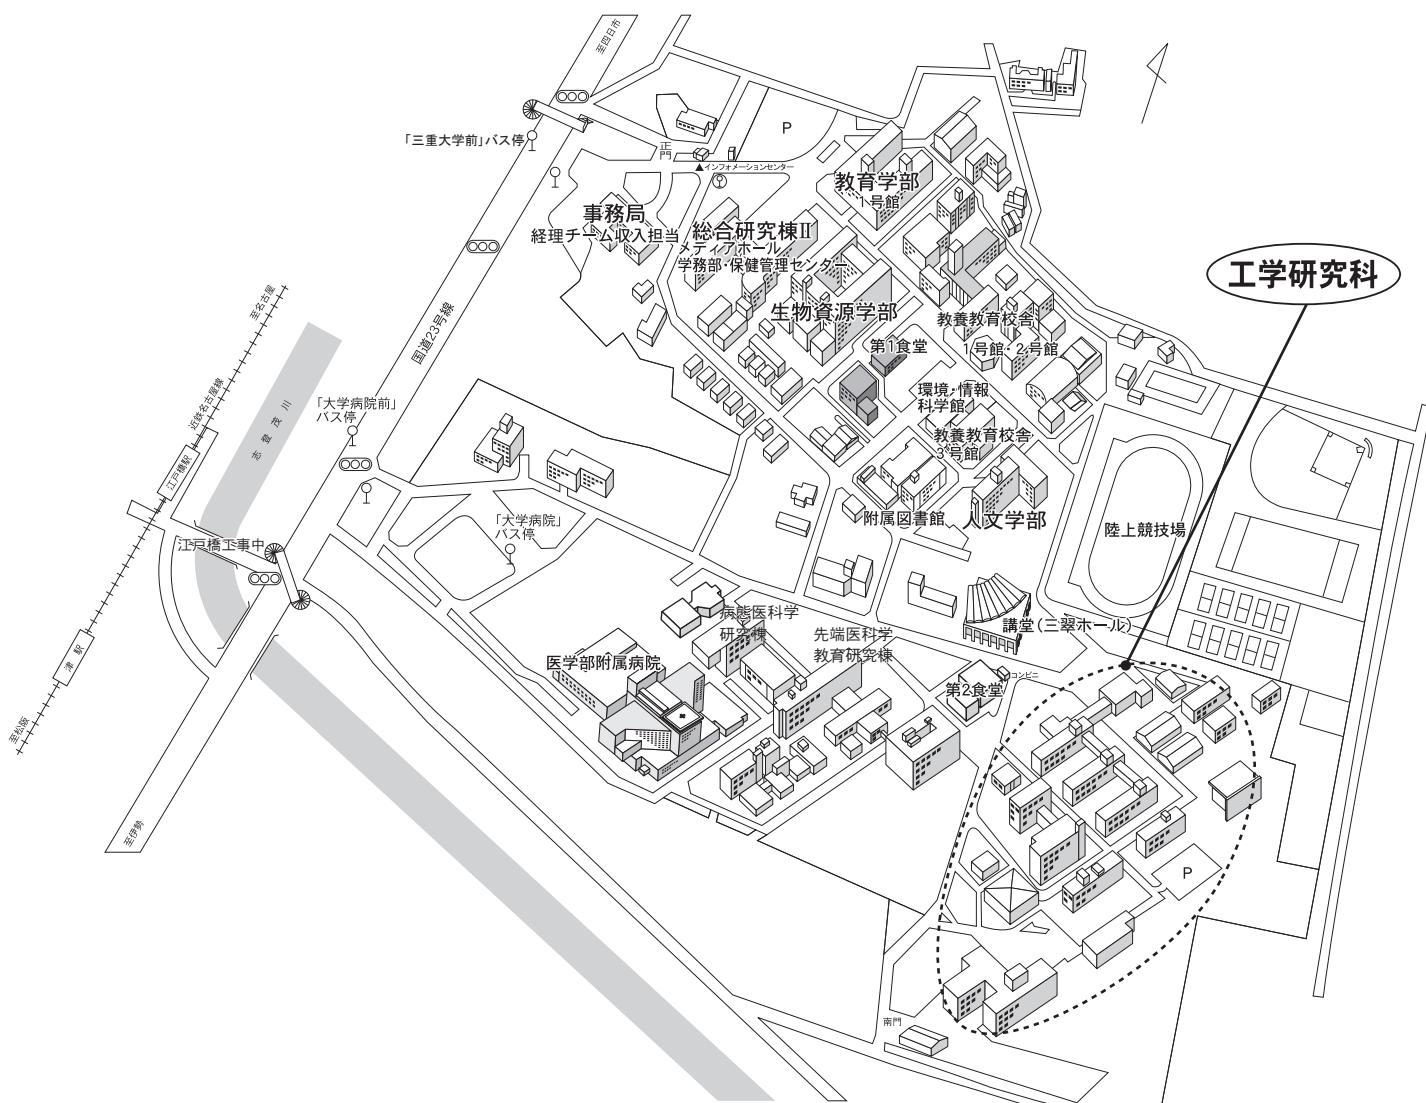 至四日市
「三重大学前」バス停
正門
P
▲インフォメーションセンター
教育学部
1号館
事務局
経理チーム収入担当
総合研究棟Ⅱ
メディアホール
学務部・保健管理センター
生物資源学部
工学研究科
至名古屋
国道23号線
教養教育校舎
1号館・2号館
第1食堂
近鉄名古屋線
志登茂川
「大学病院前」
バス停
環境・情報
科学館
教養教育校舎
3号館
江戸橋駅
附属図書館
人文学部
陸上競技場
「大学病院」
バス停
江戸橋工事中
病態医科学
研究棟
先端医科学
教育研究棟
講堂(三翠ホール)
医学部附属病院
第2食堂
コンビニ
津駅
至松阪
至伊勢
P
南門